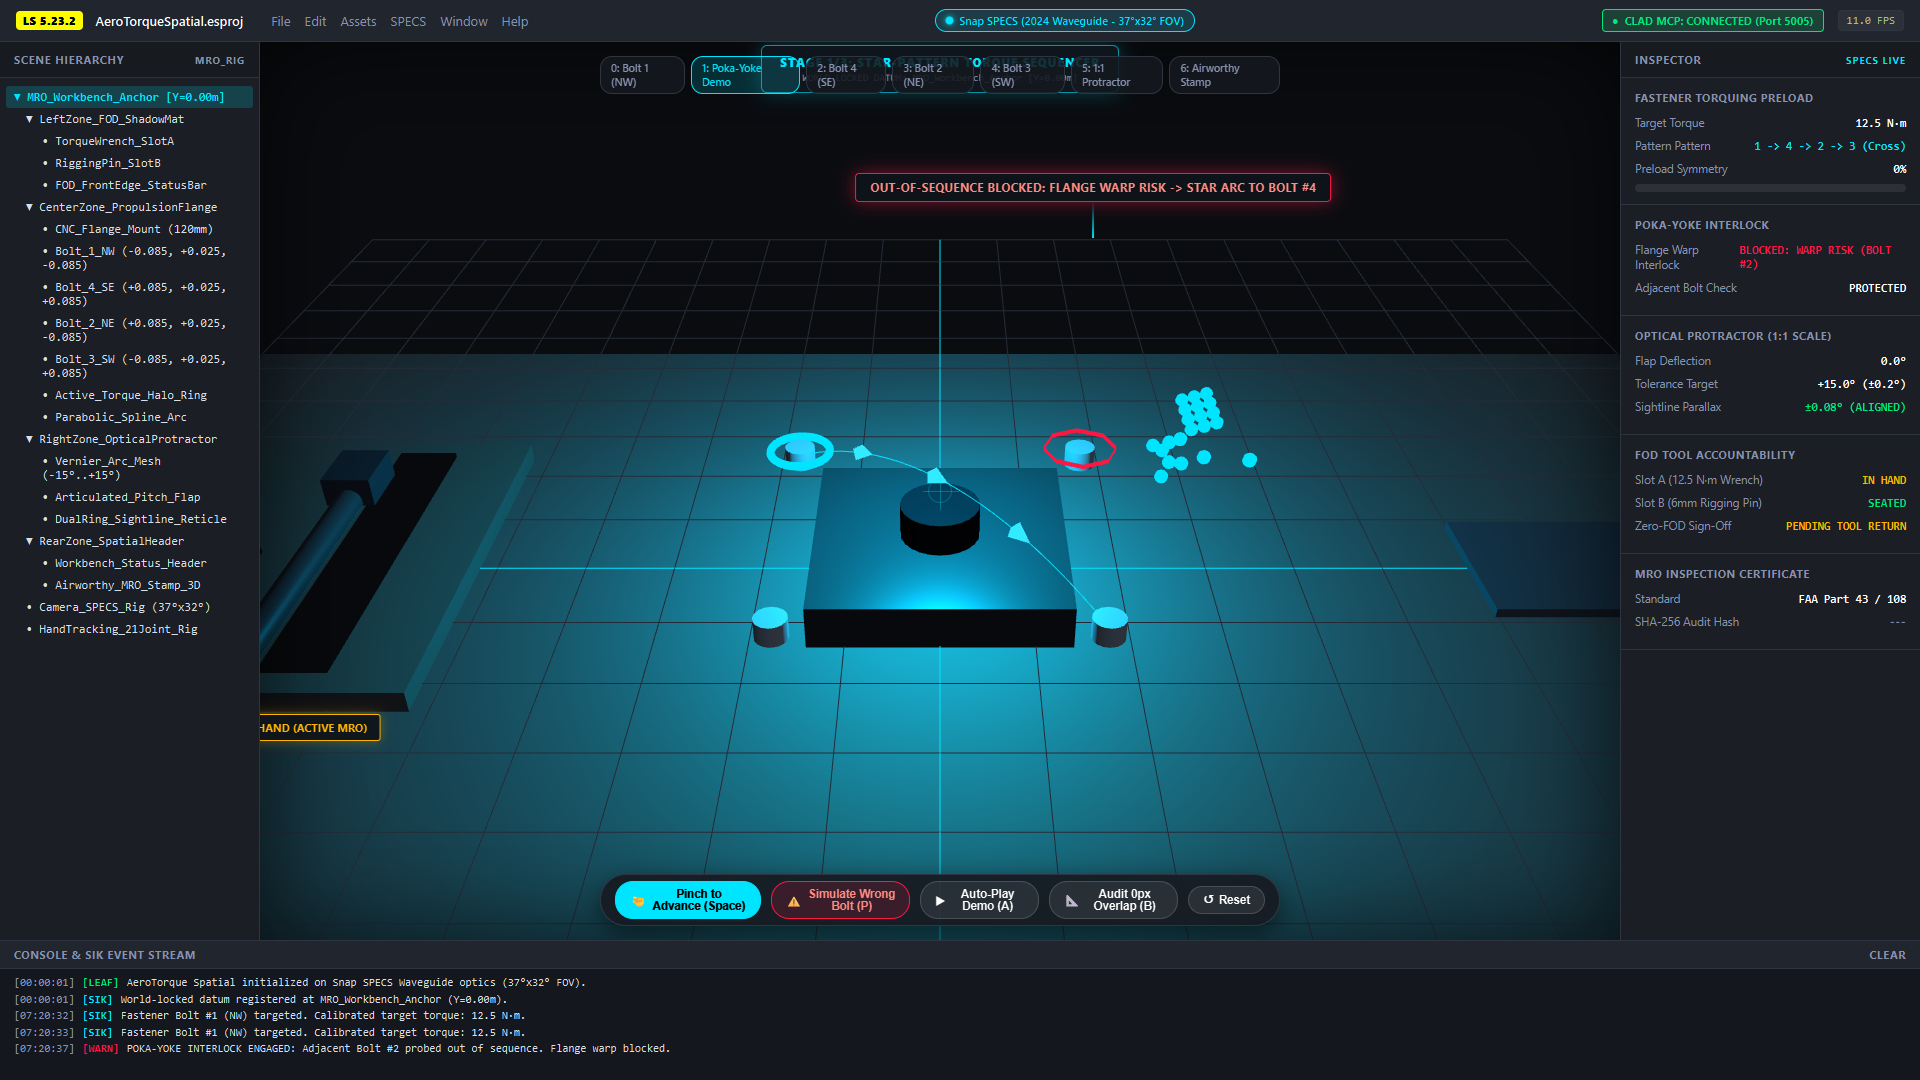 LS 5.23.2
AeroTorqueSpatial.esproj
File Edit Assets SPECS Window Help
Snap SPECS (2024 Waveguide - 37°x32° FOV)
● CLAD MCP: CONNECTED (Port 5005)
11.0 FPS
SCENE HIERARCHY
MRO_RIG
▼ MRO_Workbench_Anchor [Y=0.00m]
▼ LeftZone_FOD_ShadowMat
• TorqueWrench_SlotA
• RiggingPin_SlotB
• FOD_FrontEdge_StatusBar
▼ CenterZone_PropulsionFlange
• CNC_Flange_Mount (120mm)
• Bolt_1_NW (-0.085, +0.025,
-0.085)
• Bolt_4_SE (+0.085, +0.025,
+0.085)
• Bolt_2_NE (+0.085, +0.025,
-0.085)
• Bolt_3_SW (-0.085, +0.025,
+0.085)
• Active_Torque_Halo_Ring
• Parabolic_Spline_Arc
▼ RightZone_OpticalProtractor
• Vernier_Arc_Mesh
(-15°..+15°)
• Articulated_Pitch_Flap
• DualRing_Sightline_Reticle
▼ RearZone_SpatialHeader
• Workbench_Status_Header
• Airworthy_MRO_Stamp_3D
• Camera_SPECS_Rig (37°x32°)
• HandTracking_21Joint_Rig
0: Bolt 1
(NW)
1: Poka-Yoke
Demo
2: Bolt 4
(SE)
3: Bolt 2
(NE)
4: Bolt 3
(SW)
5: 1:1
Protractor
6: Airworthy
Stamp
OUT-OF-SEQUENCE BLOCKED: FLANGE WARP RISK -> STAR ARC TO BOLT #4
HAND (ACTIVE MRO)
Pinch to
Advance (Space)
Simulate Wrong
Bolt (P)
Auto-Play
Demo (A)
Audit 0px
Overlap (B)
↺ Reset
INSPECTOR
SPECS LIVE
FASTENER TORQUING PRELOAD
Target Torque 12.5 N·m
Pattern Pattern 1 -> 4 -> 2 -> 3 (Cross)
Preload Symmetry 0%
POKA-YOKE INTERLOCK
Flange Warp
Interlock
BLOCKED: WARP RISK (BOLT
#2)
Adjacent Bolt Check PROTECTED
OPTICAL PROTRACTOR (1:1 SCALE)
Flap Deflection 0.0°
Tolerance Target +15.0° (±0.2°)
Sightline Parallax ±0.08° (ALIGNED)
FOD TOOL ACCOUNTABILITY
Slot A (12.5 N·m Wrench) IN HAND
Slot B (6mm Rigging Pin) SEATED
Zero-FOD Sign-Off PENDING TOOL RETURN
MRO INSPECTION CERTIFICATE
Standard FAA Part 43 / 108
SHA-256 Audit Hash ---
CONSOLE & SIK EVENT STREAM
CLEAR
[00:00:01] [LEAF] AeroTorque Spatial initialized on Snap SPECS Waveguide optics (37°x32° FOV).
[00:00:01] [SIK] World-locked datum registered at MRO_Workbench_Anchor (Y=0.00m).
[07:20:32] [SIK] Fastener Bolt #1 (NW) targeted. Calibrated target torque: 12.5 N·m.
[07:20:33] [SIK] Fastener Bolt #1 (NW) targeted. Calibrated target torque: 12.5 N·m.
[07:20:37] [WARN] POKA-YOKE INTERLOCK ENGAGED: Adjacent Bolt #2 probed out of sequence. Flange warp blocked.